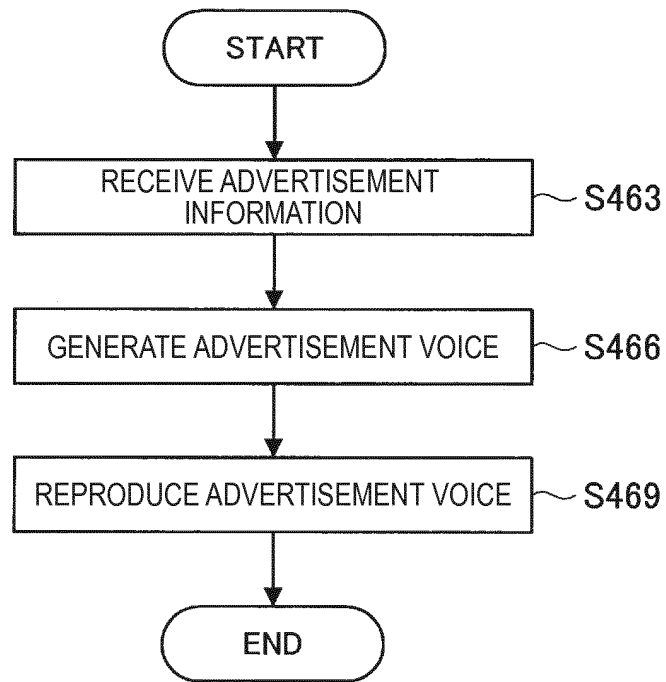 START
RECEIVE ADVERTISEMENT
INFORMATION
S463
GENERATE ADVERTISEMENT VOICE
S466
REPRODUCE ADVERTISEMENT VOICE
S469
END